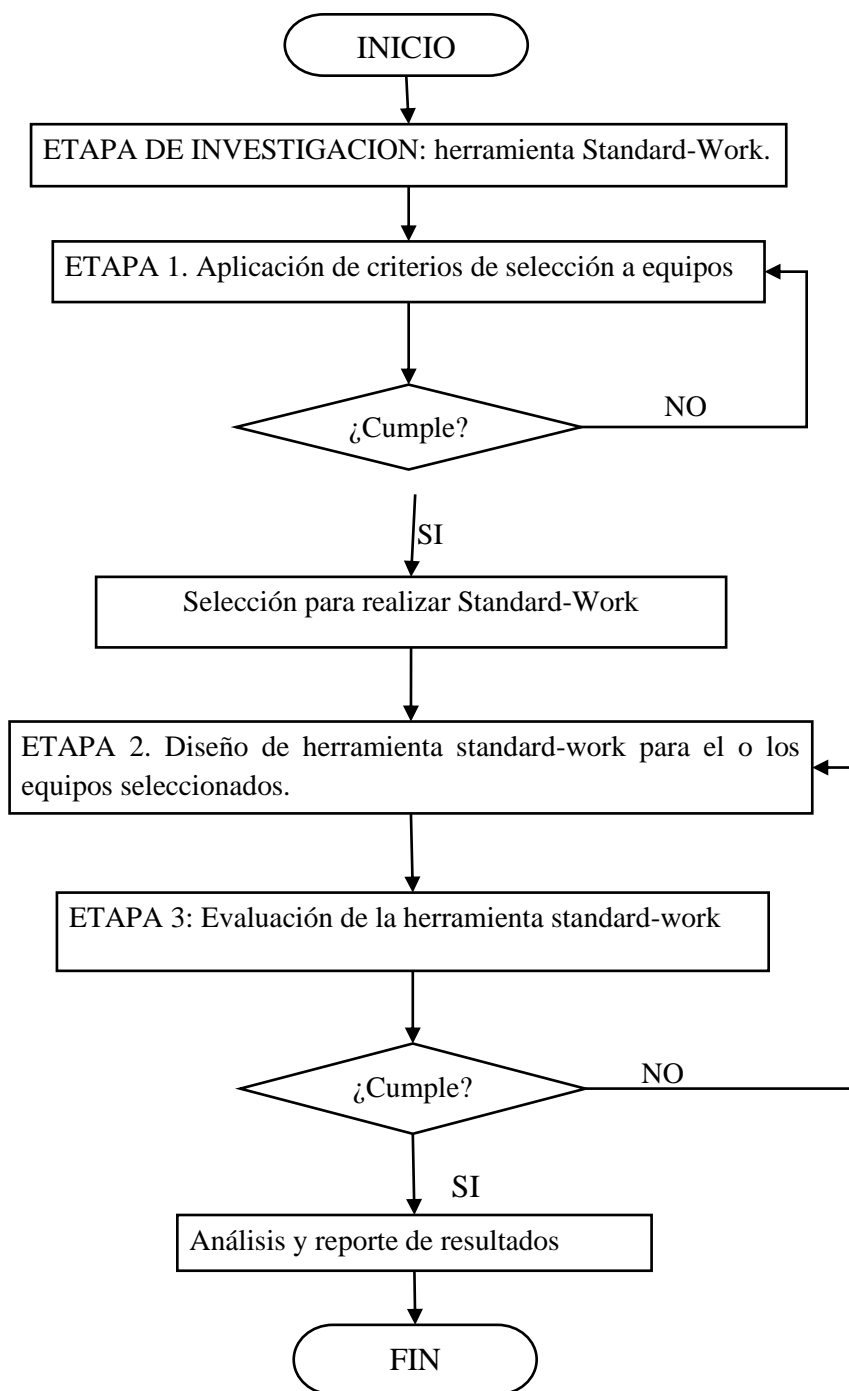 INICIO
ETAPA DE INVESTIGACION: herramienta Standard-Work.
ETAPA 1. Aplicación de criterios de selección a equipos
NO
¿Cumple?
SI
Selección para realizar Standard-Work
ETAPA 2. Diseño de herramienta standard-work para el o los
equipos seleccionados.
ETAPA 3: Evaluación de la herramienta standard-work
NO
¿Cumple?
SI
Análisis y reporte de resultados
FIN